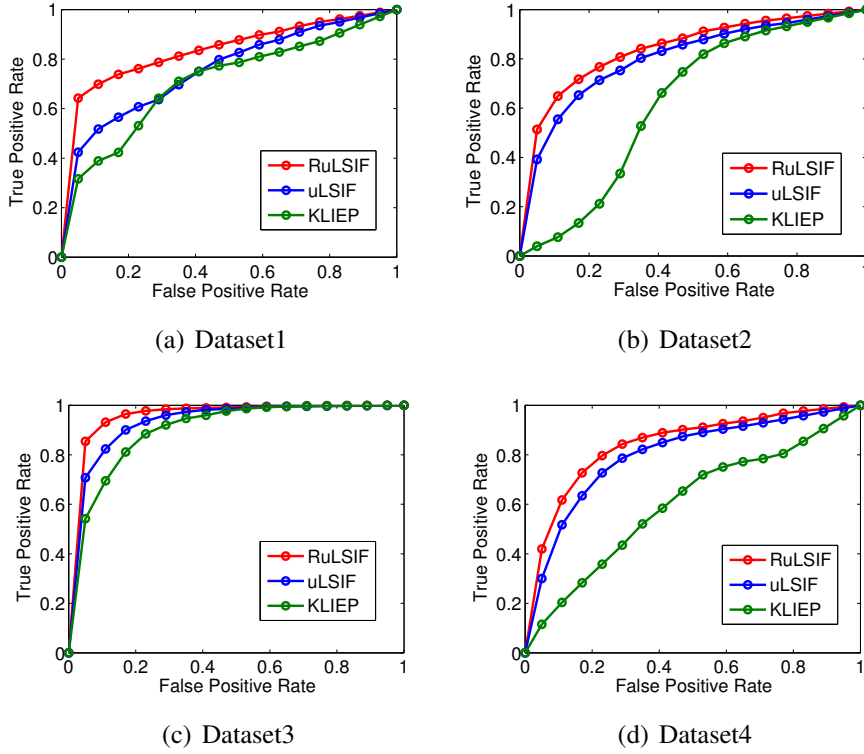 1
0.8
0.6
0.4
0.2
0
0 0.2 0.4 0.6 0.8 1
True Positive Rate
False Positive Rate
RuLSIF
uLSIF
KLIEP
(a) Dataset1
1
0.8
0.6
0.4
0.2
0
0 0.2 0.4 0.6 0.8 1
True Positive Rate
False Positive Rate
RuLSIF
uLSIF
KLIEP
(b) Dataset2
1
0.8
0.6
0.4
0.2
0
0 0.2 0.4 0.6 0.8 1
True Positive Rate
False Positive Rate
RuLSIF
uLSIF
KLIEP
(c) Dataset3
1
0.8
0.6
0.4
0.2
0
0 0.2 0.4 0.6 0.8 1
True Positive Rate
False Positive Rate
RuLSIF
uLSIF
KLIEP
(d) Dataset4